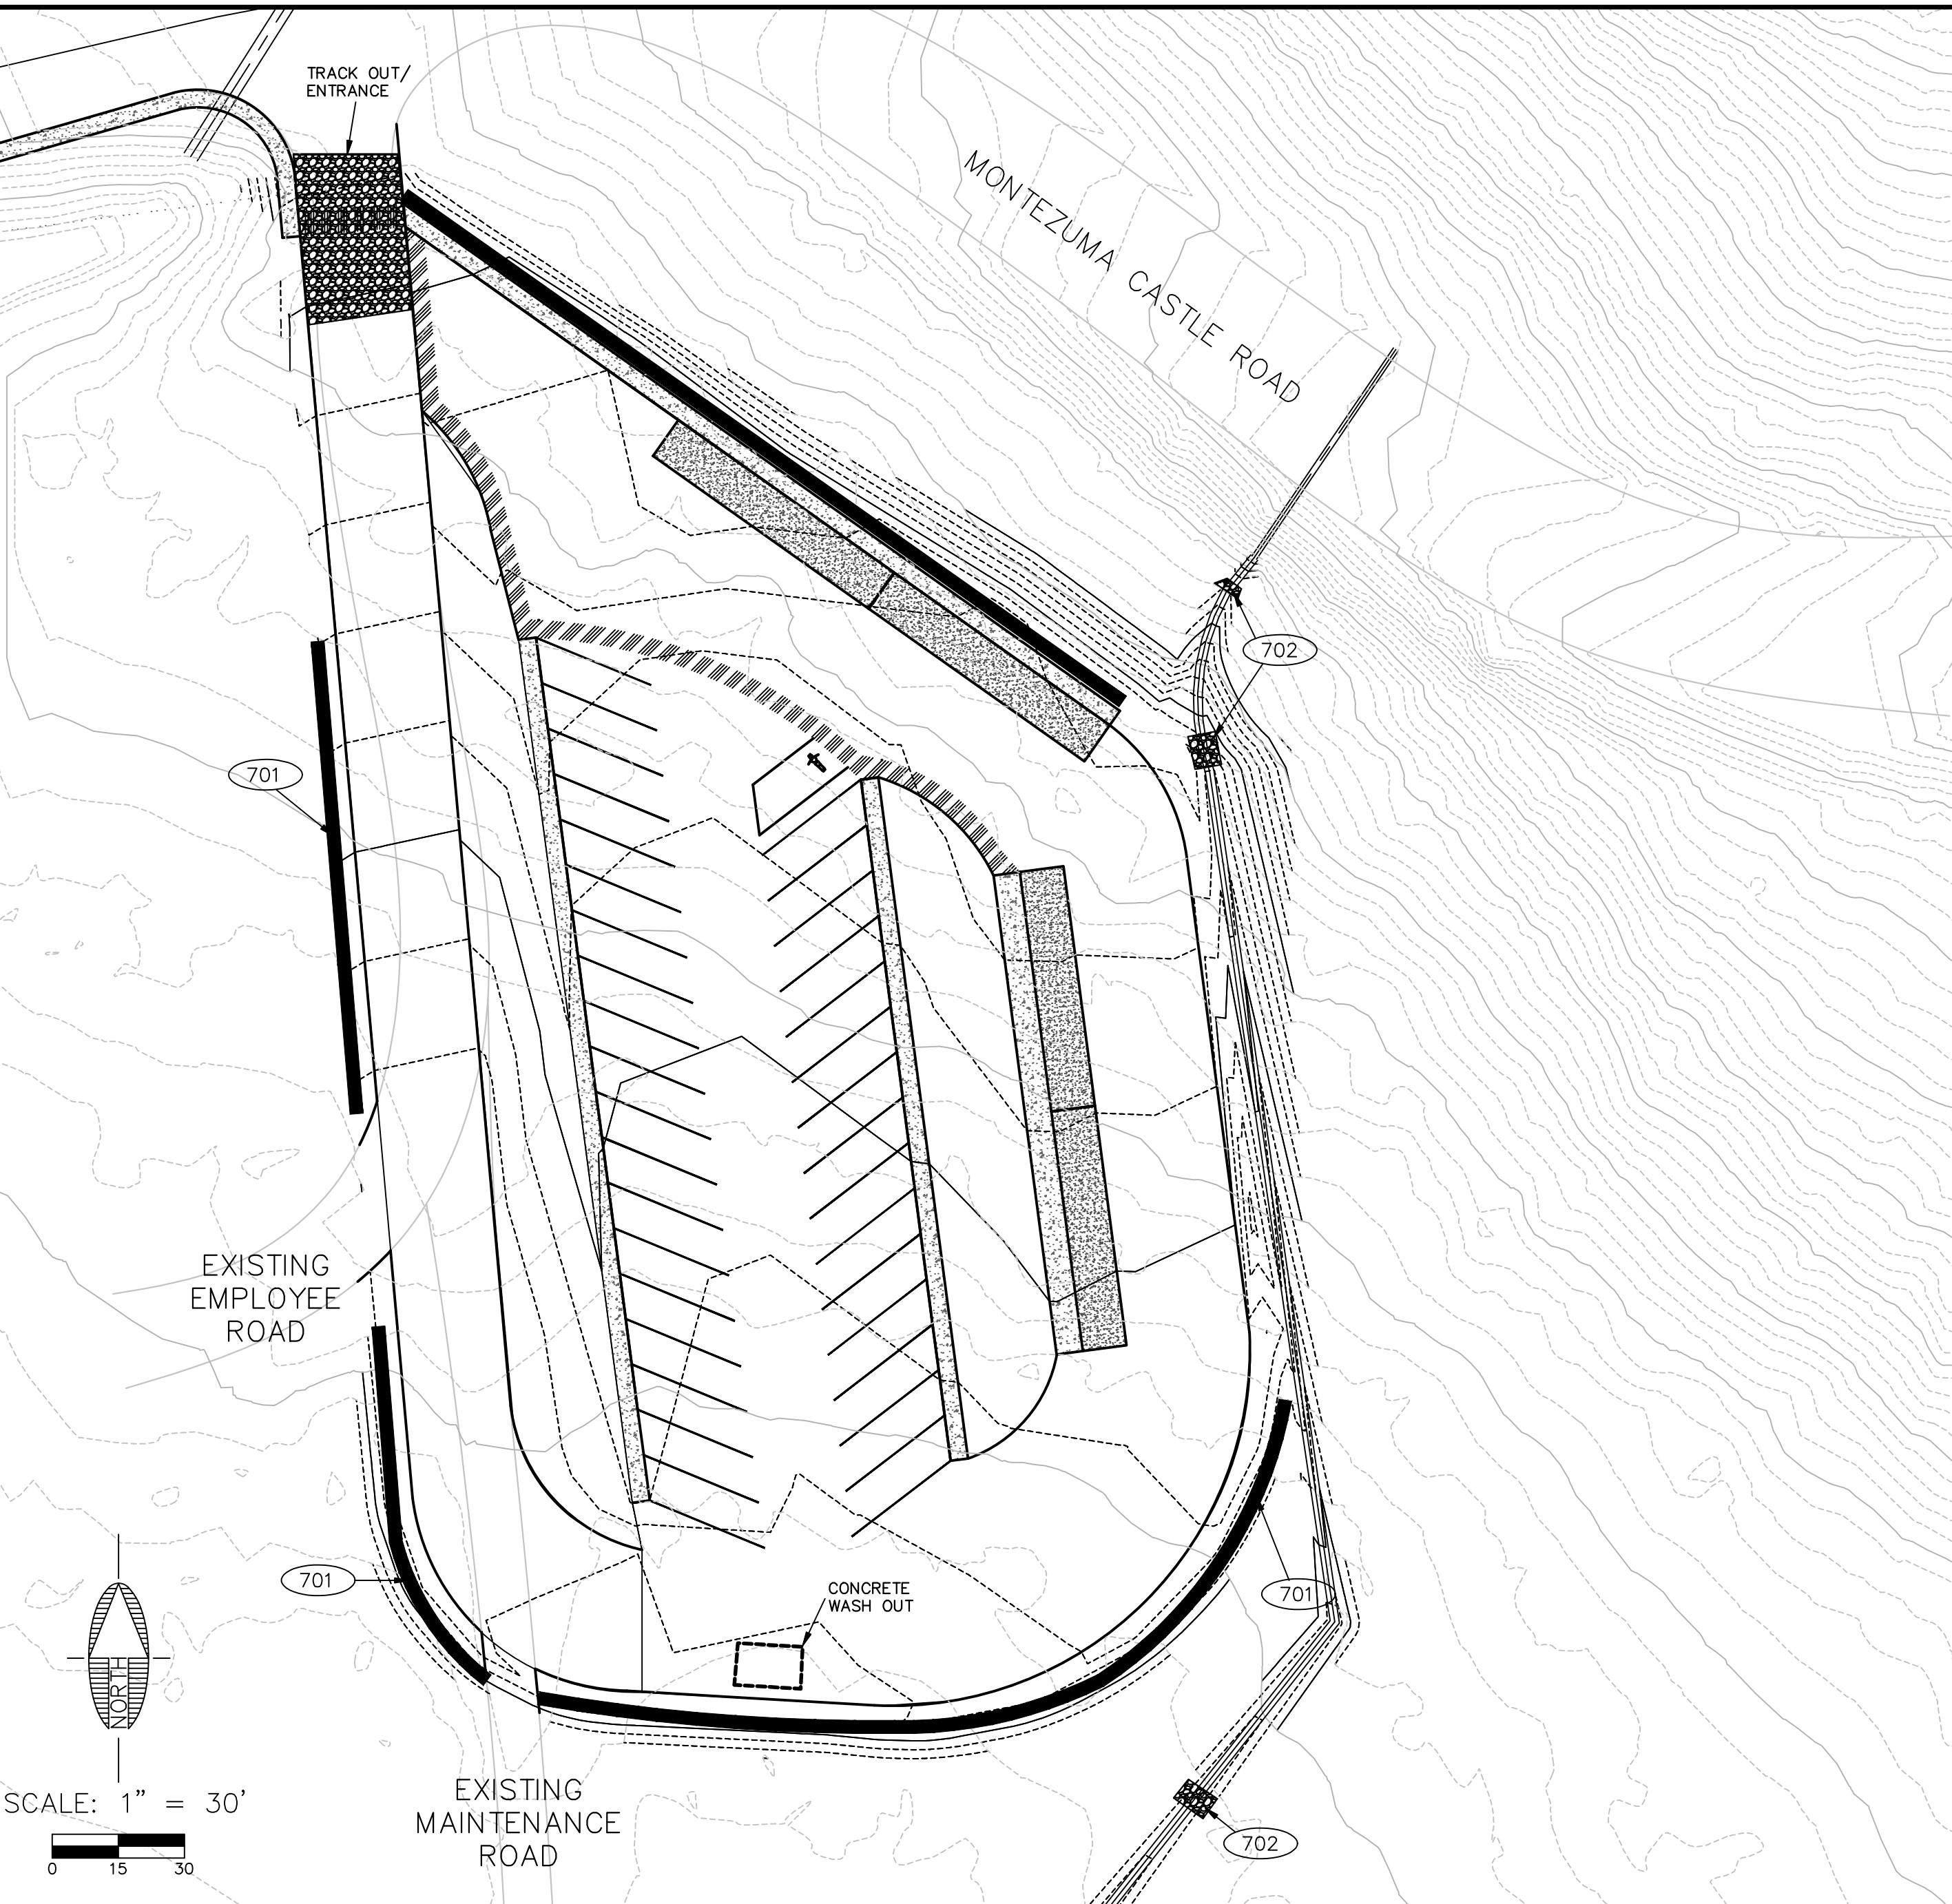 TRACK OUT/
ENTRANCE
MONTEZUMA CASTLE ROAD
702
701
EXISTING
EMPLOYEE
ROAD
701
CONCRETE
WASH OUT
701
NORTH
SCALE: 1" = 30'
0 15 30
EXISTING
MAINTENANCE
ROAD
702